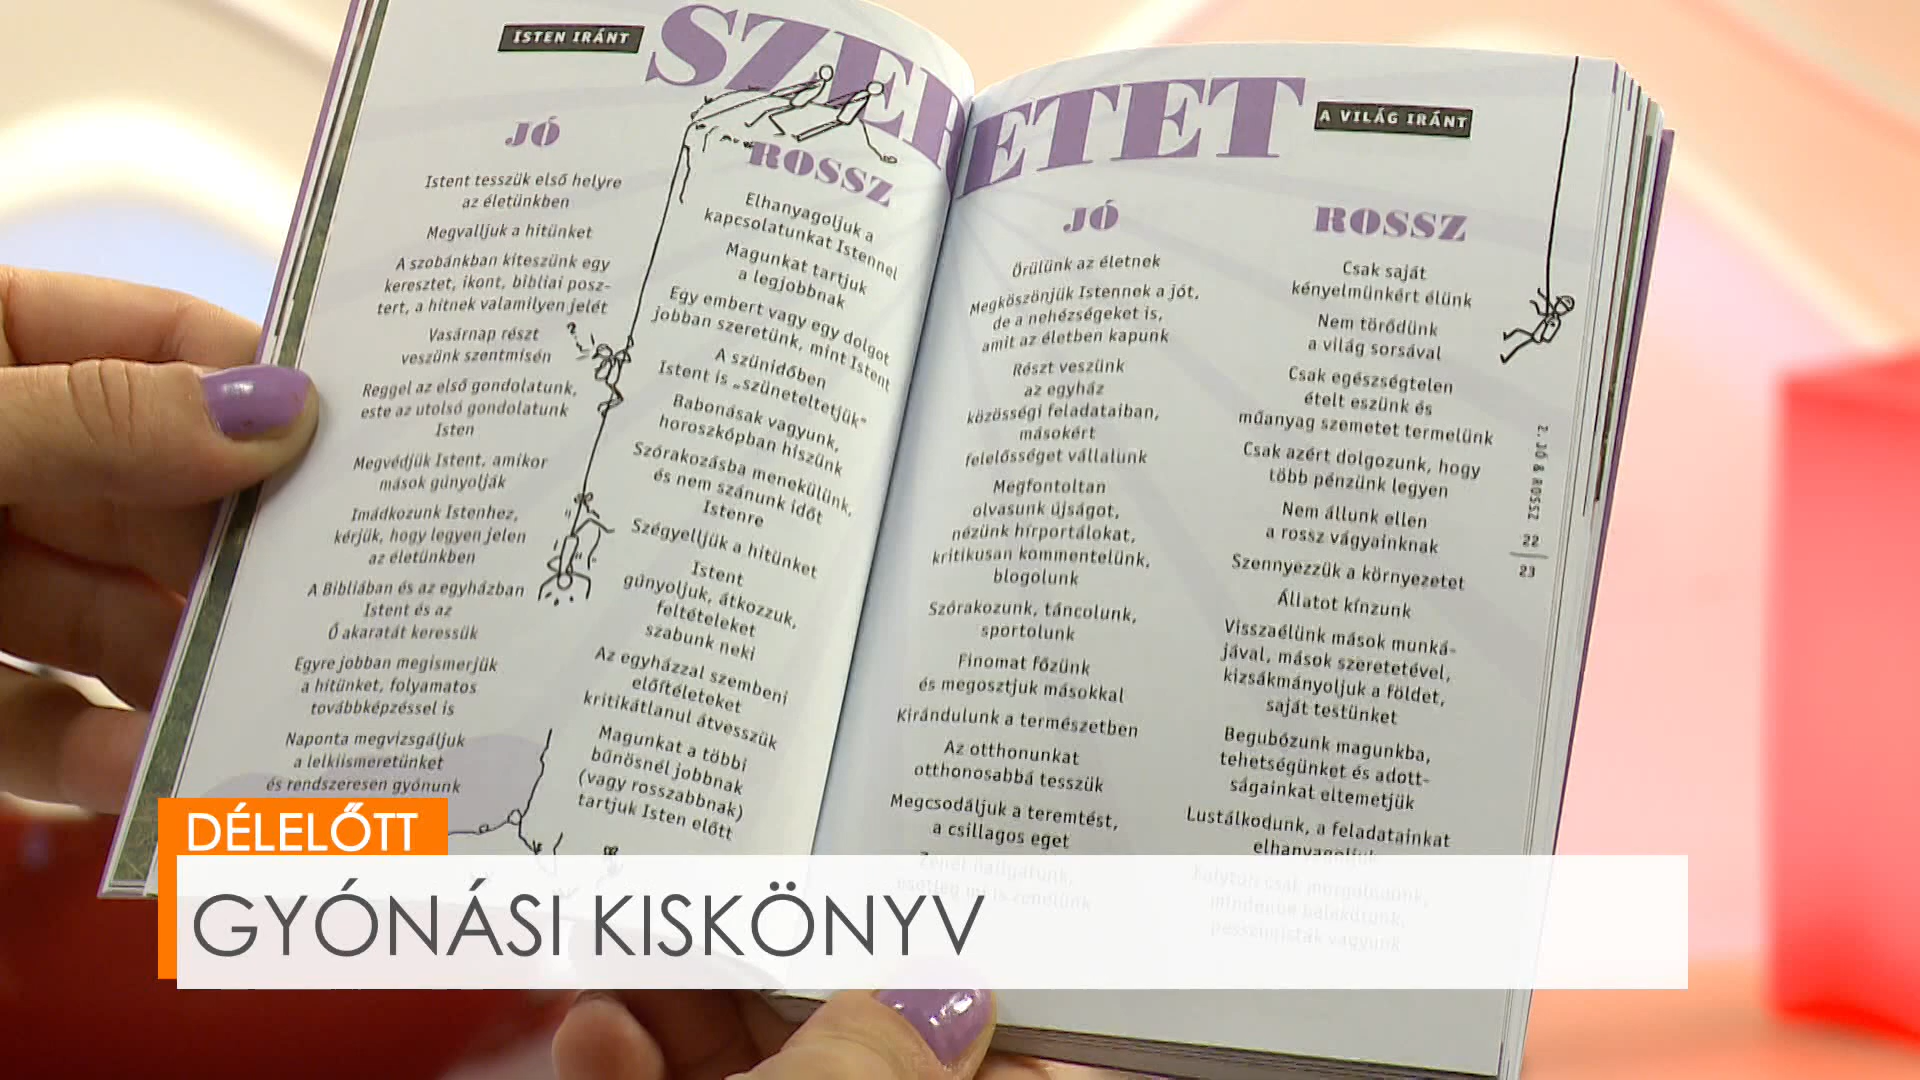 ISTEN IRÁNT
SZERETET
A VILÁG IRÁNT
JÓ
Istent tesszük első helyre
az életünkben
Megvalljuk a hitünket
A szobánkban kiteszünk egy
keresztet, ikont, bibliai posz-
tert, a hitnek valamilyen jelét
Vasárnap részt
veszünk szentmisén
Reggel az első gondolatunk,
este az utolsó gondolatunk
Isten
Megvédjük Istent, amikor
mások gúnyolják
Imádkozunk Istenhez,
kérjük, hogy legyen jelen
az életünkben
A Bibliában és az egyházban
Istent és az
Ő akaratát keressük
Egyre jobban megismerjük
a hitünket, folyamatos
továbbképzéssel is
Naponta megvizsgáljuk
a lelkiismeretünket
és rendszeresen gyónunk
ROSSZ
Elhanyagoljuk a
kapcsolatunkat Istennel
Magunkat tartjuk
a legjobbnak
Egy embert vagy egy dolgot
jobban szeretünk, mint Istent
A szünidőben
Istent is „szüneteltetjük"
Babonásak vagyunk,
horoszkópban hiszünk
Szórakozásba menekülünk,
és nem szánunk időt
Istenre
Szégyelljük a hitünket
Istent
gúnyoljuk, átkozzuk,
feltételeket
szabunk neki
Az egyházzal szembeni
előítéleteket
kritikátlanul átvesszük
Magunkat a többi
bűnösnél jobbnak
(vagy rosszabbnak)
tartjuk Isten előtt
JÓ
Örülünk az életnek
Megköszönjük Istennek a jót,
de a nehézségeket is,
amit az életben kapunk
Részt veszünk
az egyház
közösségi feladataiban,
másokért
felelősséget vállalunk
Megfontoltan
olvasunk újságot,
nézünk hírportálokat,
kritikusan kommentelünk,
blogolunk
Szórakozunk, táncolunk,
sportolunk
Finomat főzünk
és megosztjuk másokkal
Kirándulunk a természetben
Az otthonunkat
otthonosabbá tesszük
Megcsodáljuk a teremtést,
a csillagos eget
Zenét hallgatunk,
esetleg mi is zenélünk
ROSSZ
Csak saját
kényelmünkért élünk
Nem törődünk
a világ sorsával
Csak egészségtelen
ételt eszünk és
műanyag szemetet termelünk
Csak azért dolgozunk, hogy
több pénzünk legyen
Nem állunk ellen
a rossz vágyainknak
Szennyezzük a környezetet
Állatot kínzunk
Visszaélünk mások munká-
jával, mások szeretetével,
kizsákmányoljuk a földet,
saját testünket
Begubózunk magunkba,
tehetségünket és adott-
ságainkat eltemetjük
Lustálkodunk, a feladatainkat
elhanyagoljuk
mindenbe belekötünk,
pesszimisták vagyunk
2. JÓ & ROSSZ
22
23
DÉLELŐTT
GYÓNÁSI KISKÖNYV